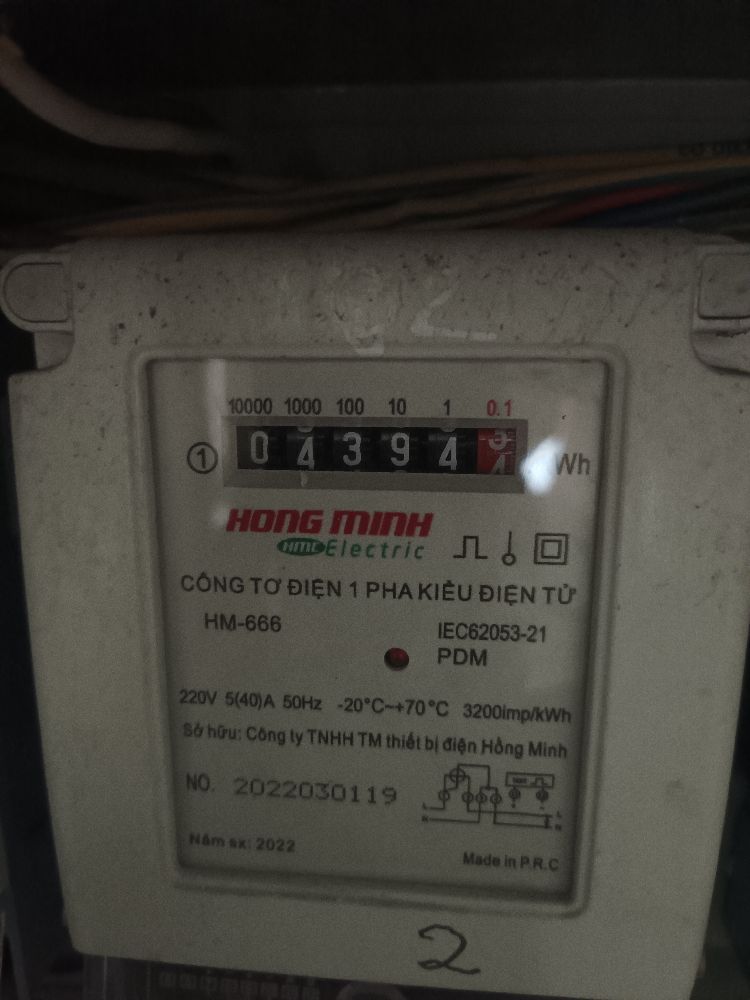 10000 1000 100 10 1 0.1
1 0 4 3 9 4 Wh
HONG MINH
HME Electric
CÔNG TƠ ĐIỆN 1 PHA KIỂU ĐIỆN TỬ
HM-666
IEC62053-21
PDM
220V 5(40)A 50Hz -20°C~+70°C 3200imp/kWh
Sở hữu: Công ty TNHH TM thiết bị điện Hồng Minh
NO. 2022030119
Năm sx: 2022
Made in P.R.C
2